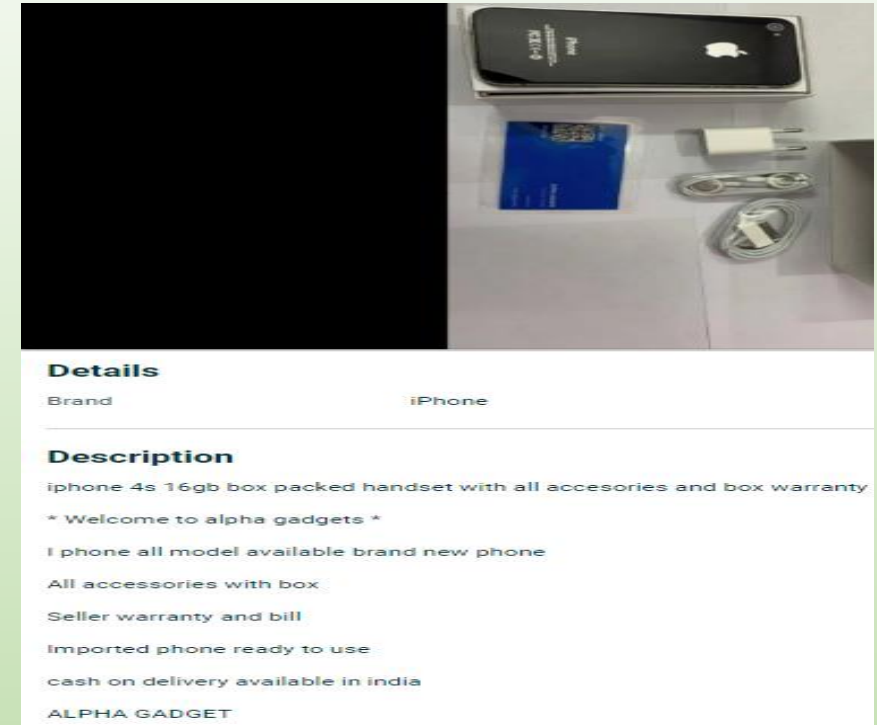 iPhone
Details
Brand iPhone
Description
iphone 4s 16gb box packed handset with all accesories and box warranty
* Welcome to alpha gadgets *
I phone all model available brand new phone
All accessories with box
Seller warranty and bill
Imported phone ready to use
cash on delivery available in india
ALPHA GADGET